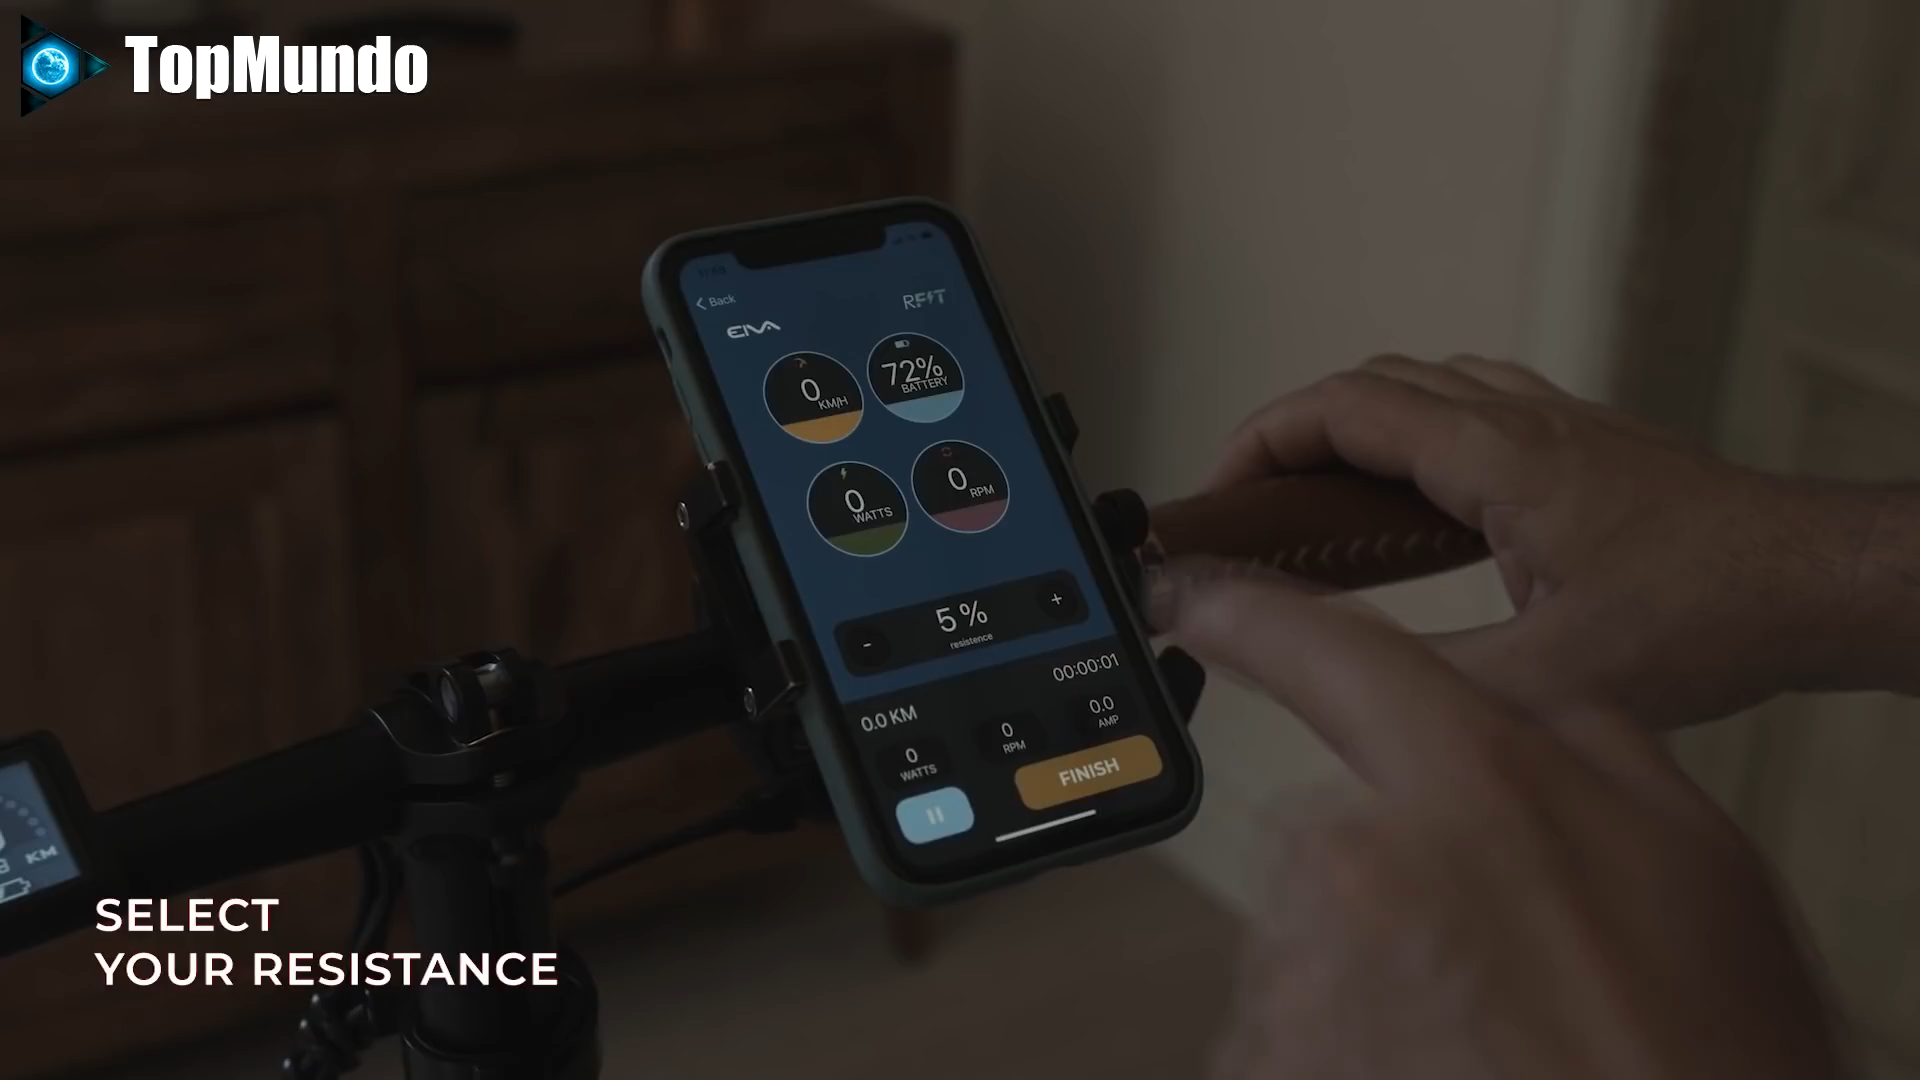 TopMundo
Back
RFIT
EIVA
0
KM/H
72%
BATTERY
0
WATTS
0
RPM
-
5%
+
resistence
00:00:01
0.0 KM
0
WATTS
0
RPM
0.0
AMP
FINISH
KM
SELECT
YOUR RESISTANCE